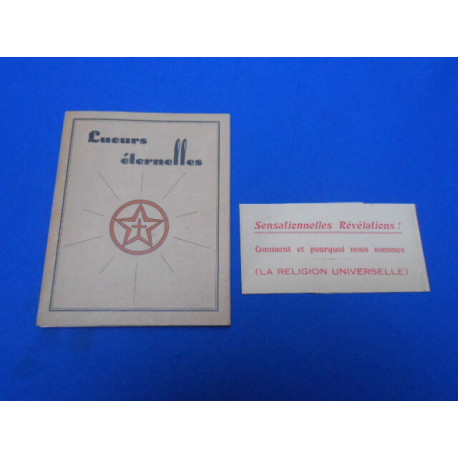 Lueurs
éternelles
Sensationnelles Révélations !
Comment et pourquoi nous sommes
(LA RELIGION UNIVERSELLE)